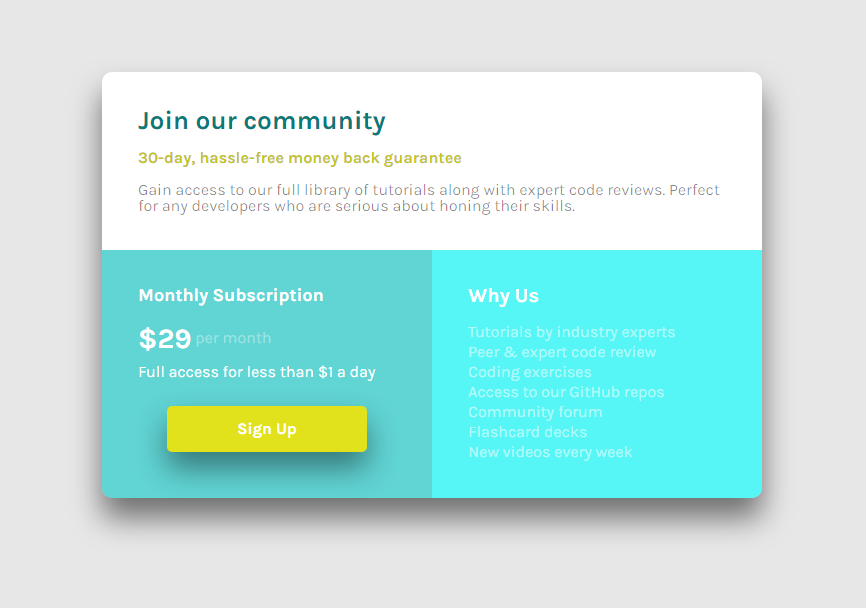 Join our community
30-day, hassle-free money back guarantee
Gain access to our full library of tutorials along with expert code reviews. Perfect
for any developers who are serious about honing their skills.
Monthly Subscription
$29 per month
Full access for less than $1 a day
Sign Up
Why Us
Tutorials by industry experts
Peer & expert code review
Coding exercises
Access to our GitHub repos
Community forum
Flashcard decks
New videos every week